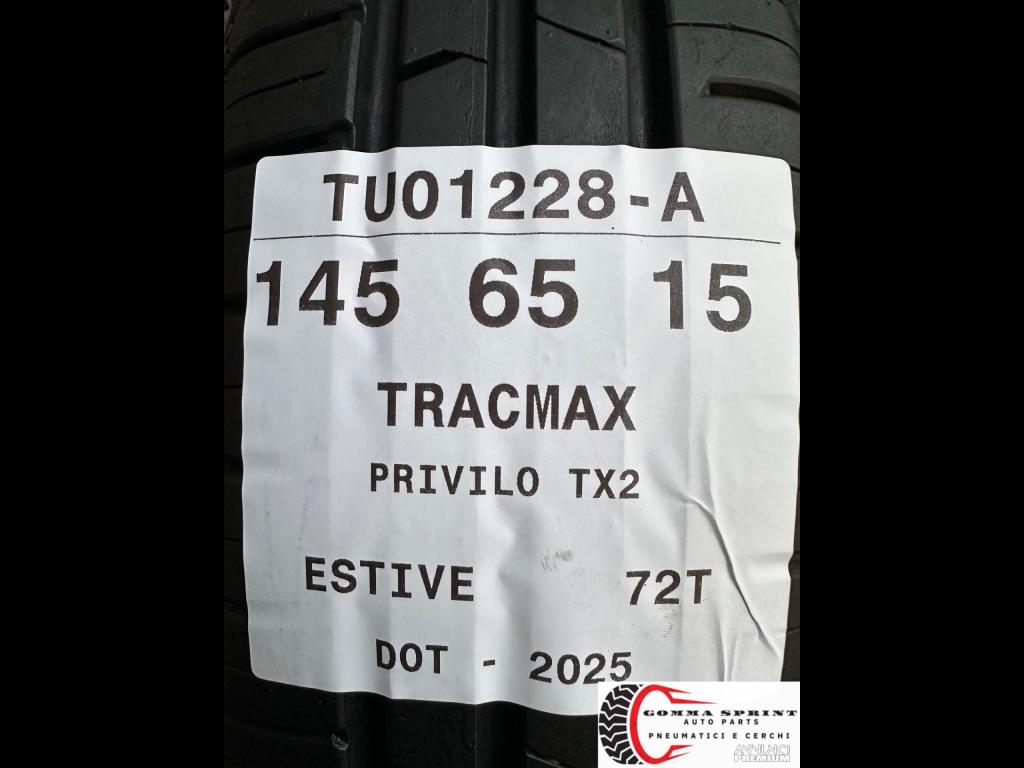 TU01228-A
145 65 15
TRACMAX
PRIVILO TX2
ESTIVE 72T
DOT - 2025
GOMMA SPRINT
AUTO PARTS
PNEUMATICI E CERCHI
ANNUNCI
PREMIUM